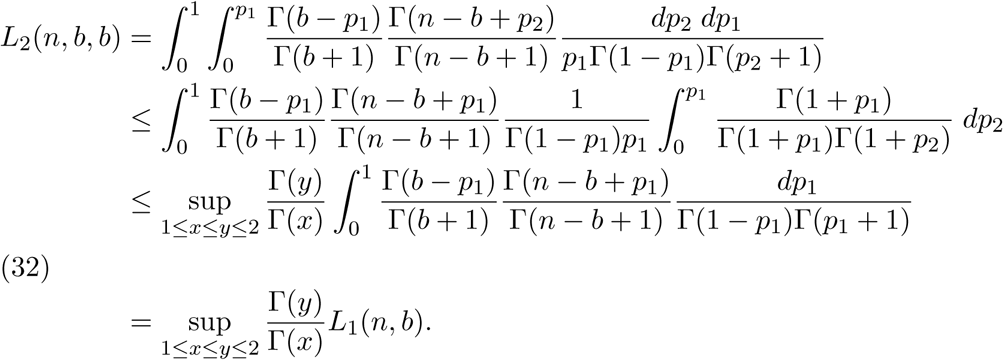 $L_2(n, b, b) = \int_0^1 \int_0^{p_1} \frac{\Gamma(b - p_1)}{\Gamma(b + 1)} \frac{\Gamma(n - b + p_2)}{\Gamma(n - b + 1)} \frac{dp_2 \, dp_1}{p_1 \Gamma(1 - p_1) \Gamma(p_2 + 1)}$
$\leq \int_0^1 \frac{\Gamma(b - p_1)}{\Gamma(b + 1)} \frac{\Gamma(n - b + p_1)}{\Gamma(n - b + 1)} \frac{1}{\Gamma(1 - p_1) p_1} \int_0^{p_1} \frac{\Gamma(1 + p_1)}{\Gamma(1 + p_1) \Gamma(1 + p_2)} \, dp_2$
$\leq \sup_{1 \leq x \leq y \leq 2} \frac{\Gamma(y)}{\Gamma(x)} \int_0^1 \frac{\Gamma(b - p_1)}{\Gamma(b + 1)} \frac{\Gamma(n - b + p_1)}{\Gamma(n - b + 1)} \frac{dp_1}{\Gamma(1 - p_1) \Gamma(p_1 + 1)}$
(32)
$= \sup_{1 \leq x \leq y \leq 2} \frac{\Gamma(y)}{\Gamma(x)} L_1(n, b).$